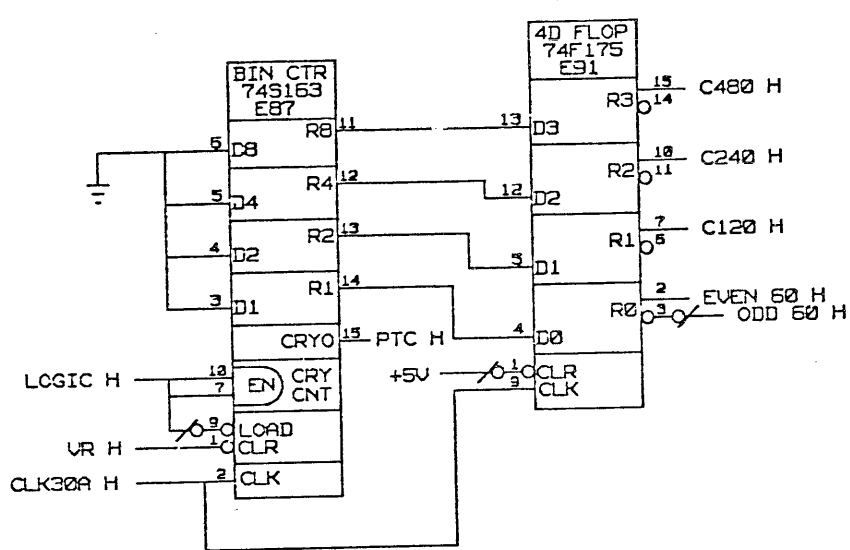 4D FLOP
74F175
E91
BIN CTR
74S163
E87
15 C480 H
R3 14
R8 11
13 D3
6 D8
10 C240 H
R2 11
R4 12
12 D2
5 D4
7 C120 H
R1 6
R2 13
5 D1
4 D2
2 EVEN 60 H
R0 3 ODD 60 H
R1 14
4 D0
3 D1
CRYO 15 PTC H
+5V 1 CLR
9 CLK
LOGIC H 10 EN CRY
7 CNT
9 LOAD
VR H 1 CLR
CLK30A H 2 CLK